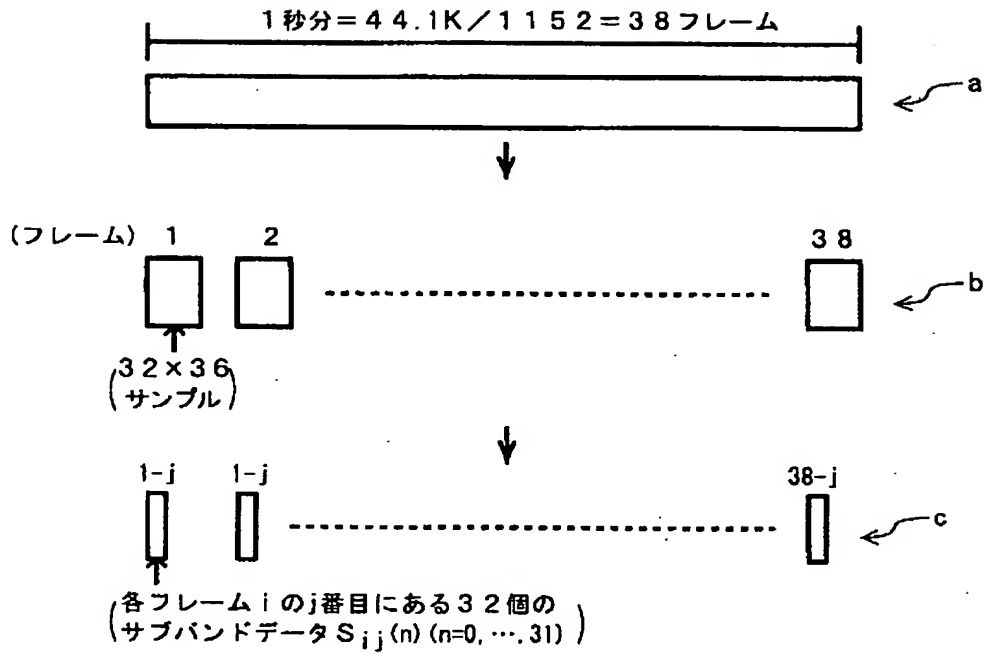 1秒分=44.1K/1152=38フレーム
a
(フレーム) 1 2 38
b
(32×36
サンプル)
1-j 1-j 38-j
c
(各フレームiのj番目にある32個の
サブバンドデータSij(n)(n=0,….31))